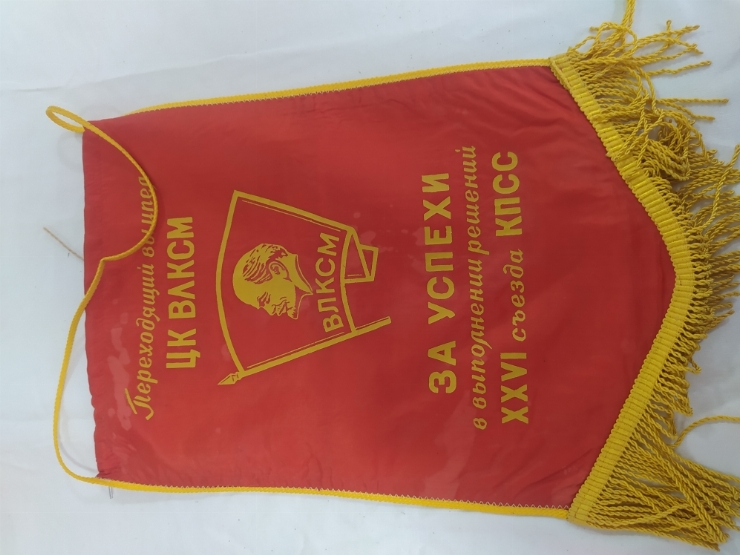 Переходящий вымпел
ЦК ВЛКСМ
ВЛКСМ
ЗА УСПЕХИ
в выполнении решений
XXVI съезда КПСС